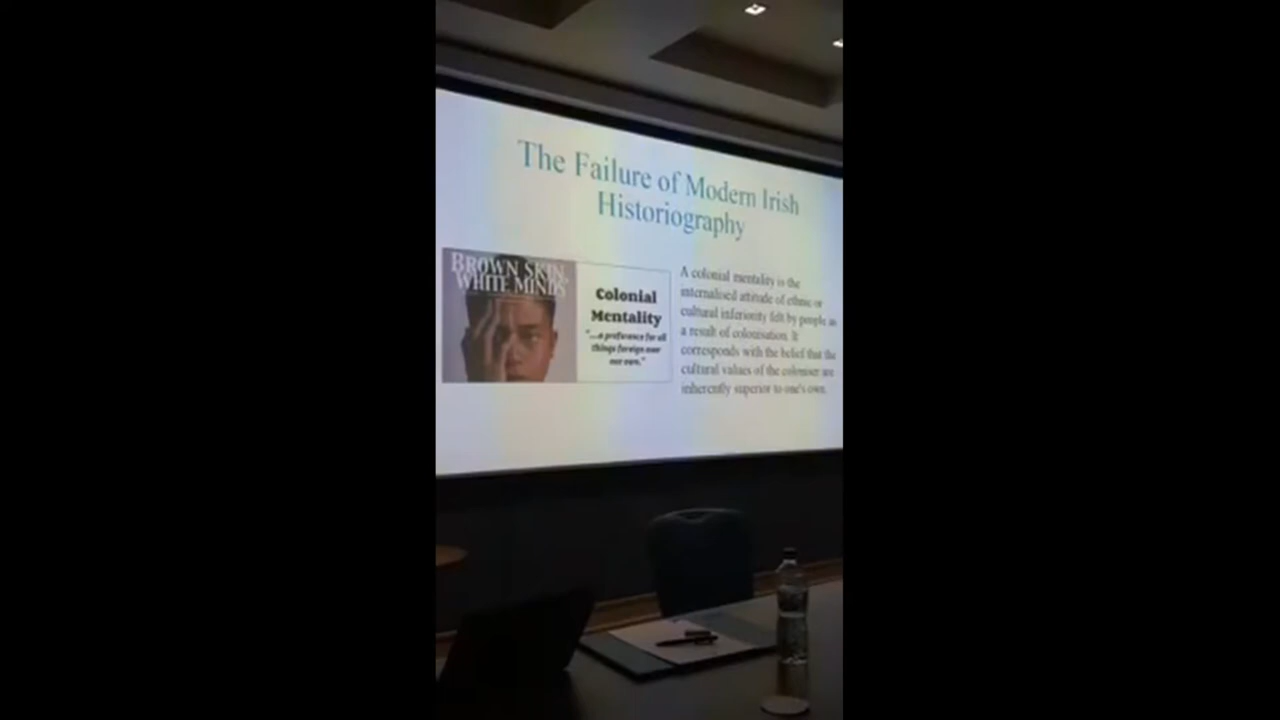 The Failure of Modern Irish
Historiography
BROWN SKIN,
WHITE MINDS
Colonial
Mentality
"...a preference for all
things foreign over
our own."
A colonial mentality is the
internalised attitude of ethnic or
cultural inferiority felt by people as
a result of colonisation. It
corresponds with the belief that the
cultural values of the coloniser are
inherently superior to one's own.